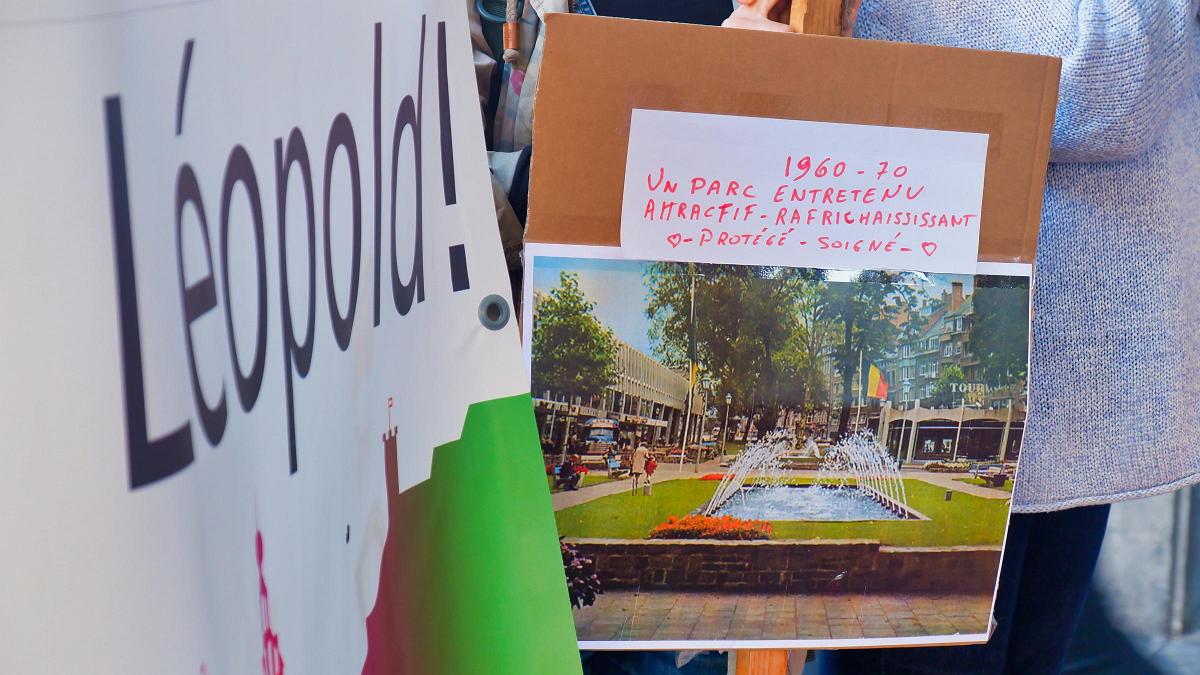 Léopold!
1960-70
UN PARC ENTRETENU
ATTRACTIF-RAFRICHAISSISSANT
♡-PROTÉGÉ-SOIGNÉ-♡